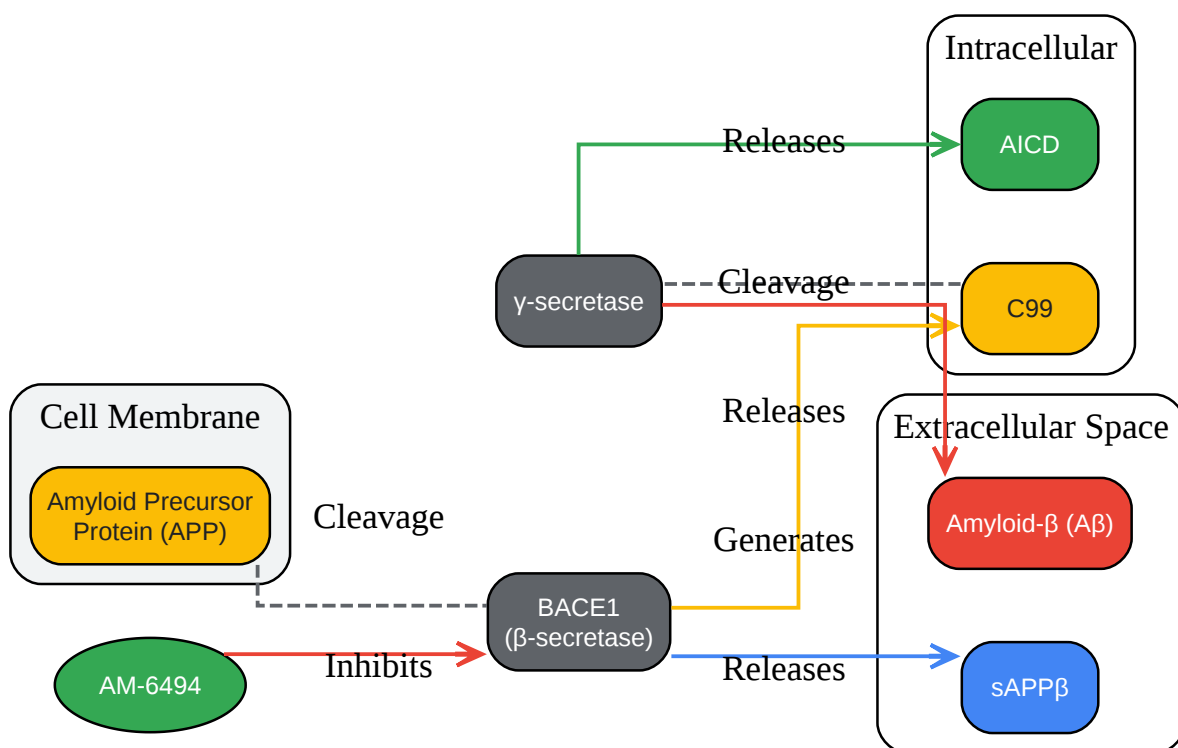 Intracellular
Releases
AICD
Cleavage
γ-secretase
C99
Cell Membrane
Releases
Extracellular Space
Amyloid Precursor
Protein (APP)
Cleavage
Amyloid-β (Aβ)
Generates
BACE1
(β-secretase)
Inhibits
Releases
AM-6494
sAPPβ